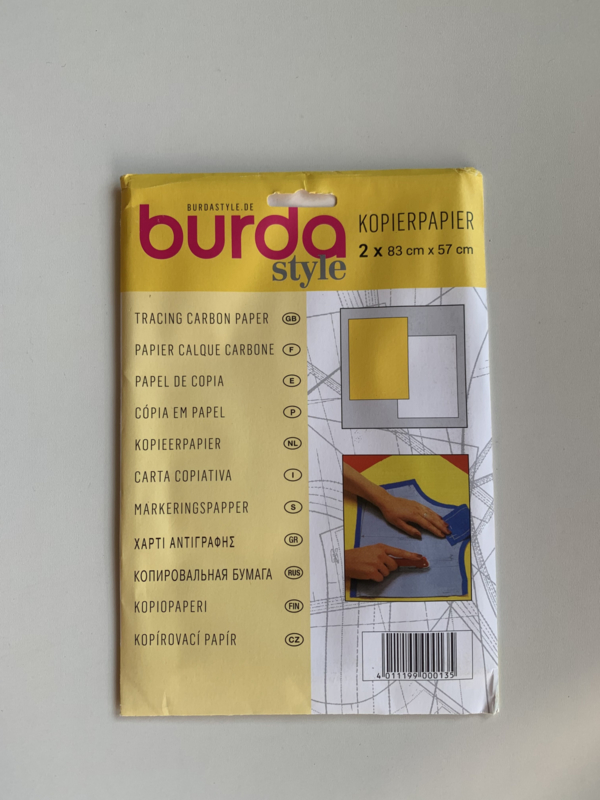 BURDASTYLE.DE
burda
style
KOPIERPAPIER
2 x 83 cm x 57 cm
TRACING CARBON PAPER GB
PAPIER CALQUE CARBONE F
PAPEL DE COPIA E
CÓPIA EM PAPEL P
KOPIEERPAPIER NL
CARTA COPIATIVA I
MARKERINGSPAPPER S
ΧΑΡΤΙ ΑΝΤΙΓΡΑΦΗΣ GR
КОПИРОВАЛЬНАЯ БУМАГА RUS
KOPIOPAPERI FIN
KOPÍROVACÍ PAPÍR CZ
4 011199 000135